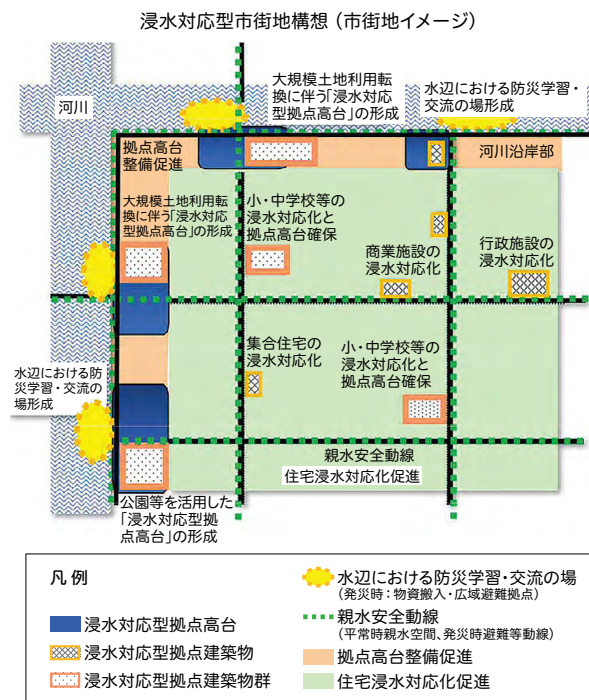 浸水対応型市街地構想（市街地イメージ）
河川
大規模土地利用転
換に伴う「浸水対応
型拠点高台」の形成
水辺における防災学習・
交流の場形成
拠点高台
整備促進
河川沿岸部
大規模土地利用転
換に伴う「浸水対応
型拠点高台」の形成
小・中学校等の
浸水対応化と
拠点高台確保
商業施設の
浸水対応化
行政施設の
浸水対応化
水辺における防
災学習・交流の
場形成
集合住宅の
浸水対応化
小・中学校等の
浸水対応化と
拠点高台確保
親水安全動線
住宅浸水対応化促進
公園等を活用した
「浸水対応型拠
点高台」の形成
凡 例
浸水対応型拠点高台
浸水対応型拠点建築物
浸水対応型拠点建築物群
水辺における防災学習・交流の場
（発災時：物資搬入・広域避難拠点）
親水安全動線
（平常時親水空間、発災時避難等動線）
拠点高台整備促進
住宅浸水対応化促進